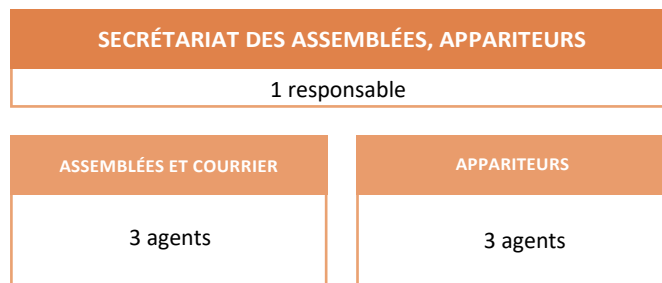 SECRÉTARIAT DES ASSEMBLÉES, APPARITEURS
1 responsable
ASSEMBLÉES ET COURRIER
3 agents
APPARITEURS
3 agents